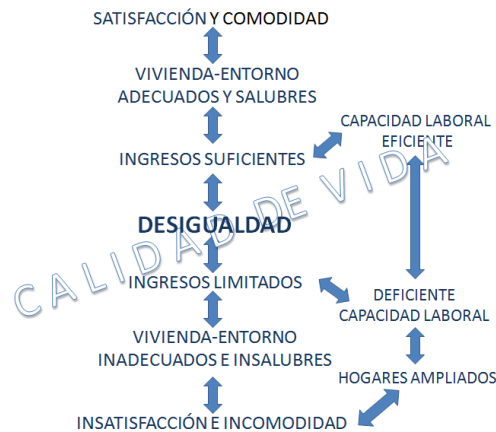 SATISFACCIÓN Y COMODIDAD
VIVIENDA-ENTORNO
ADECUADOS Y SALUBRES
CAPACIDAD LABORAL
EFICIENTE
INGRESOS SUFICIENTES
DESIGUALDAD
CALIDAD DE VIDA
INGRESOS LIMITADOS
DEFICIENTE
CAPACIDAD LABORAL
VIVIENDA-ENTORNO
INADECUADOS E INSALUBRES
HOGARES AMPLIADOS
INSATISFACCIÓN E INCOMODIDAD